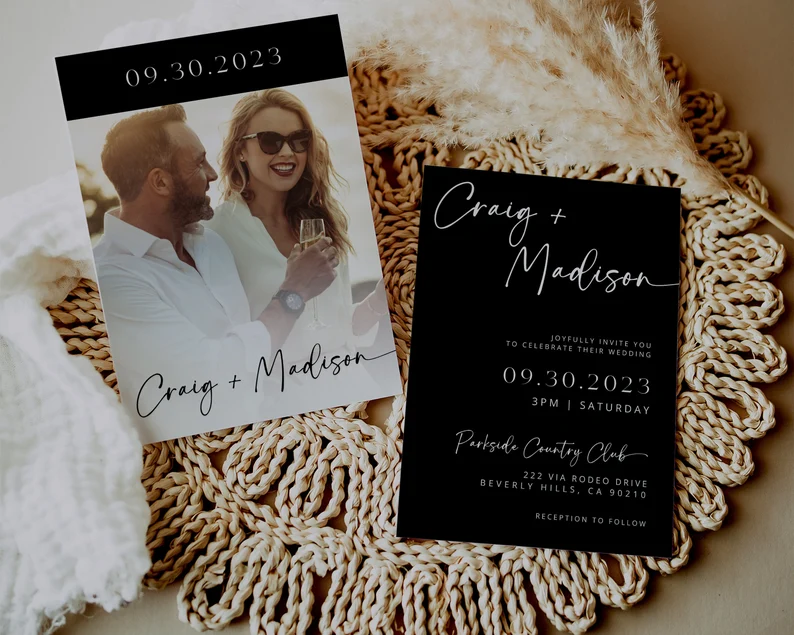 09.30.2023
Craig + Madison
Craig +
Madison
JOYFULLY INVITE YOU
TO CELEBRATE THEIR WEDDING
09.30.2023
3PM | SATURDAY
Parkside Country Club
222 VIA RODEO DRIVE
BEVERLY HILLS, CA 90210
RECEPTION TO FOLLOW